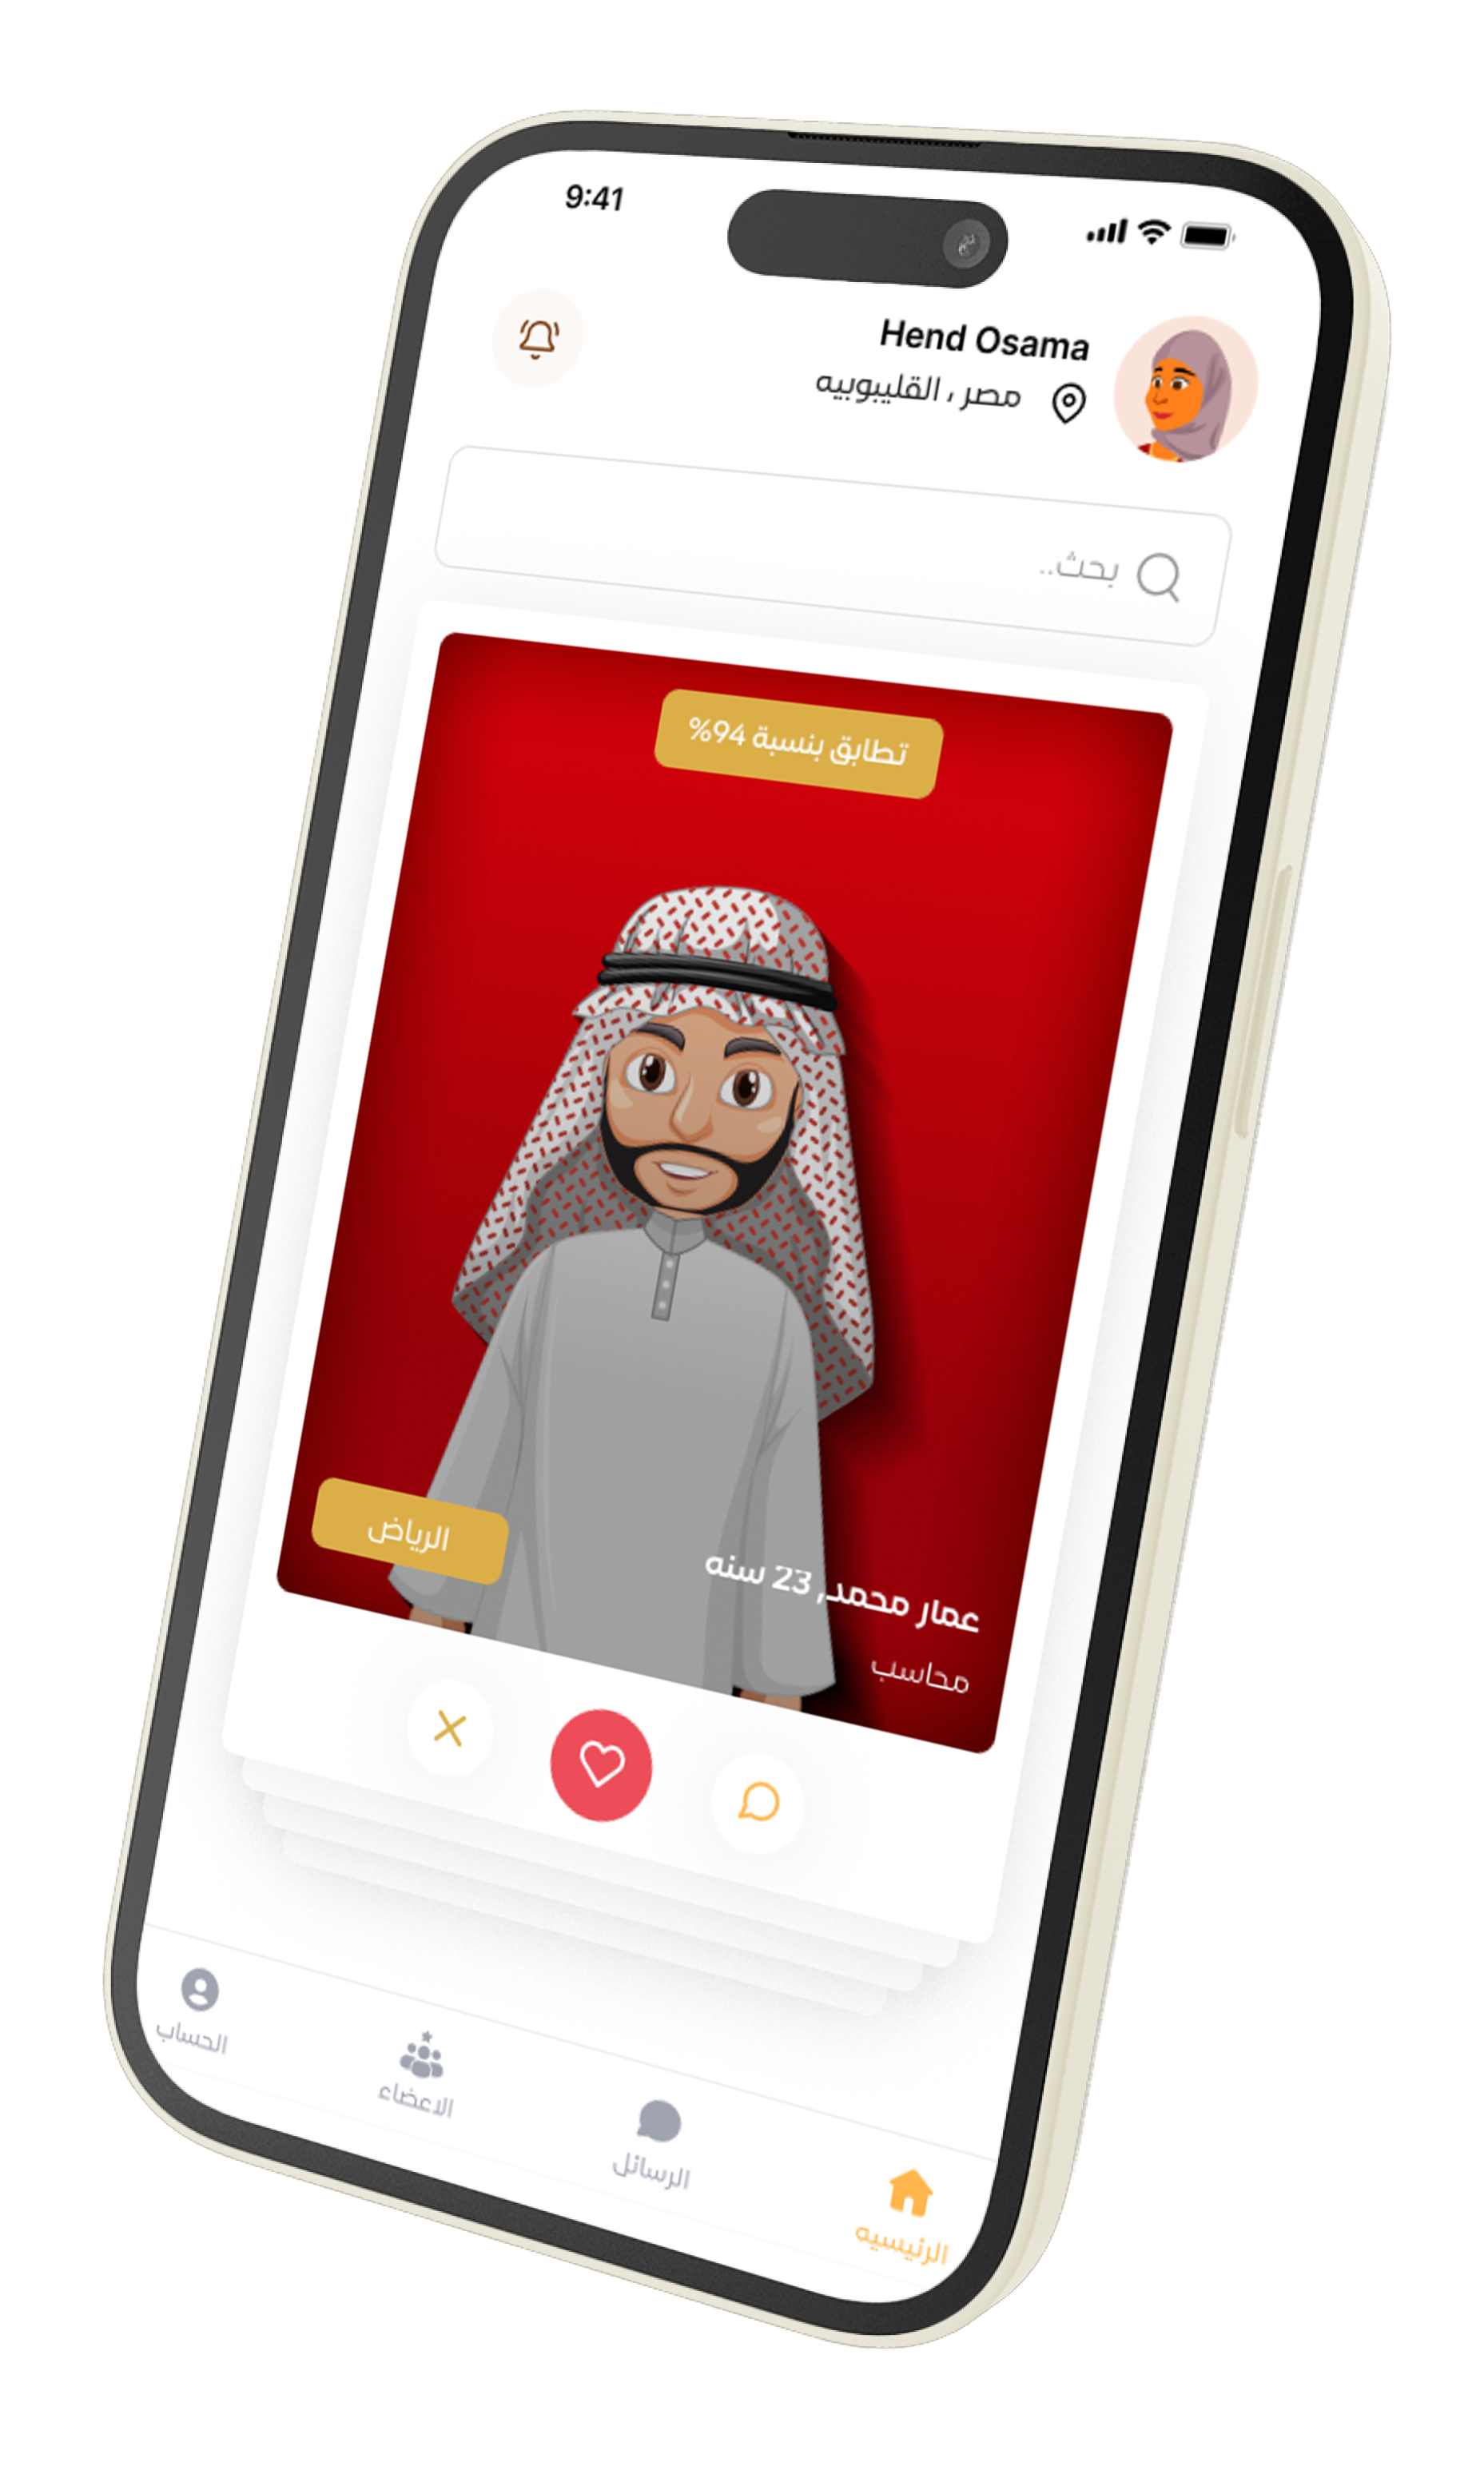 9:41
Hend Osama
مصر ، القليبوبيه
بحث..
تطابق بنسبة 94%
عمار محمد, 23 سنه
الرياض
محاسب
الرئيسيه
الرسائل
الاعضاء
الحساب